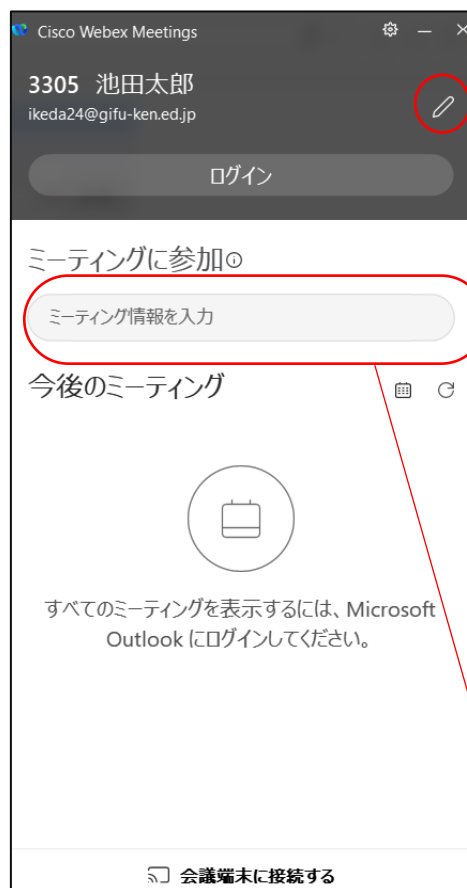 Cisco Webex Meetings
3305 池田太郎
ikeda24@gifu-ken.ed.jp
ログイン
ミーティングに参加
ミーティング情報を入力
今後のミーティング
すべてのミーティングを表示するには、Microsoft
Outlook にログインしてください。
会議端末に接続する